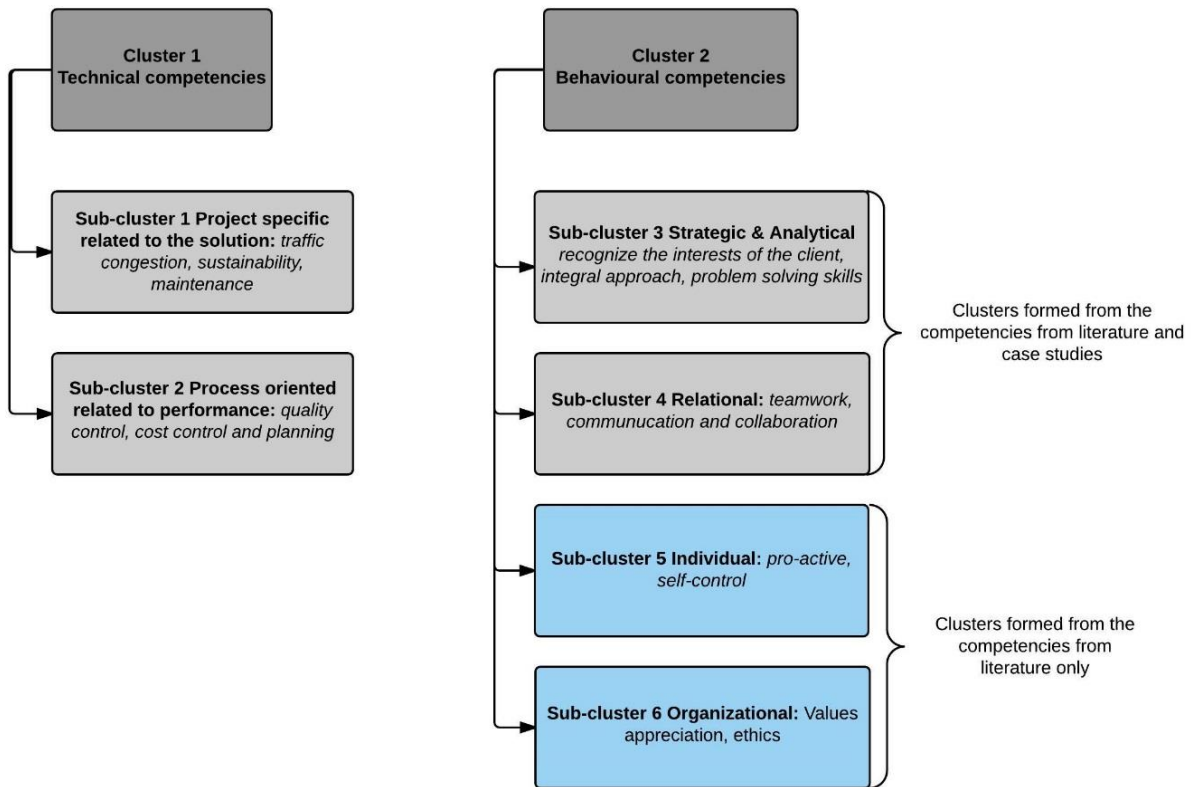 Cluster 1
Technical competencies
Sub-cluster 1 Project specific
related to the solution: traffic
congestion, sustainability,
maintenance
Sub-cluster 2 Process oriented
related to performance: quality
control, cost control and planning
Cluster 2
Behavioural competencies
Sub-cluster 3 Strategic & Analytical
recognize the interests of the client,
integral approach, problem solving skills
Sub-cluster 4 Relational: teamwork,
communucation and collaboration
Clusters formed from the
competencies from literature and
case studies
Sub-cluster 5 Individual: pro-active,
self-control
Sub-cluster 6 Organizational: Values
appreciation, ethics
Clusters formed from the
competencies from
literature only